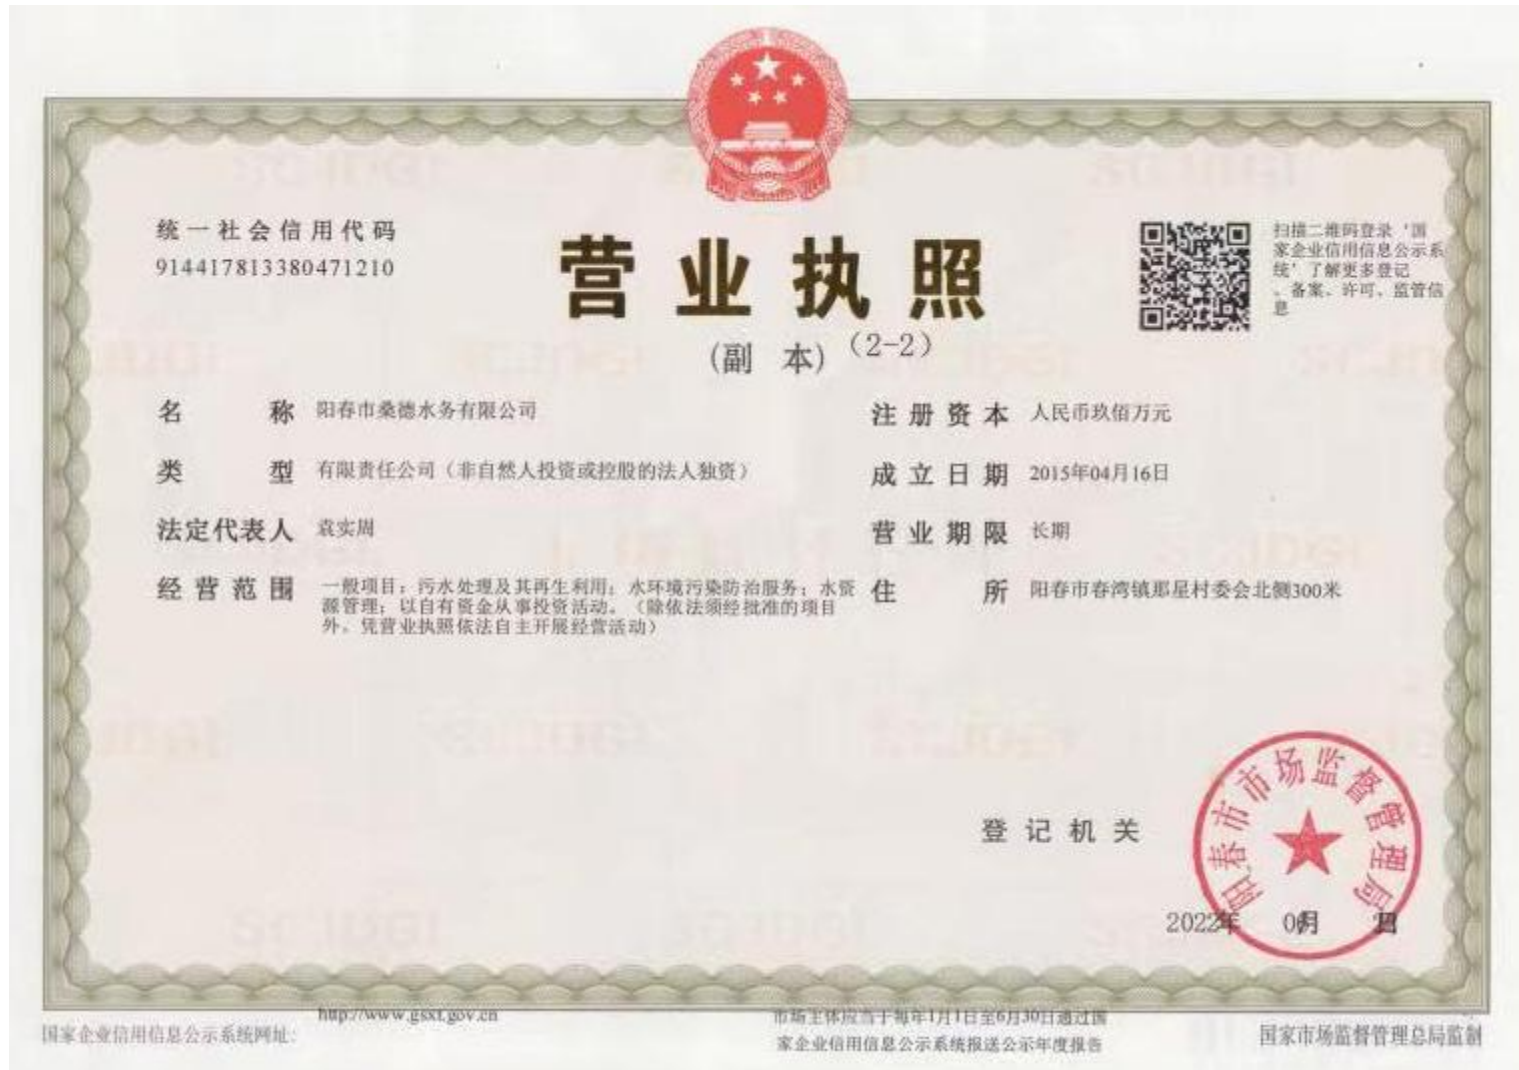 统一社会信用代码
914417813380471210
营业执照
(副 本) (2-2)
扫描二维码登录‘国
家企业信用信息公示系
统’了解更多登记
、备案、许可、监管信
息
名 称 阳春市桑德水务有限公司
类 型 有限责任公司（非自然人投资或控股的法人独资）
法定代表人 袁实周
经营范围 一般项目：污水处理及其再生利用；水环境污染防治服务；水资
源管理；以自有资金从事投资活动。（除依法须经批准的项目
外，凭营业执照依法自主开展经营活动）
注册资本 人民币玖佰万元
成立日期 2015年04月16日
营业期限 长期
住 所 阳春市春湾镇那星村委会北侧300米
登记机关
阳春市市场监督管理局
2022年 月 日
国家企业信用信息公示系统网址：
http://www.gsxt.gov.cn
市场主体应当于每年1月1日至6月30日通过国
家企业信用信息公示系统报送公示年度报告
国家市场监督管理总局监制